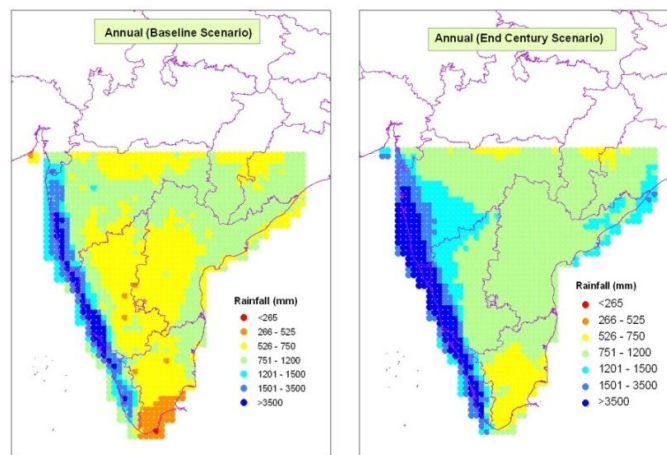 Annual (Baseline Scenario)
Rainfall (mm)
<265
266 - 525
526 - 750
751 - 1200
1201 - 1500
1501 - 3500
>3500
Annual (End Century Scenario)
Rainfall (mm)
<265
266 - 525
526 - 750
751 - 1200
1201 - 1500
1501 - 3500
>3500